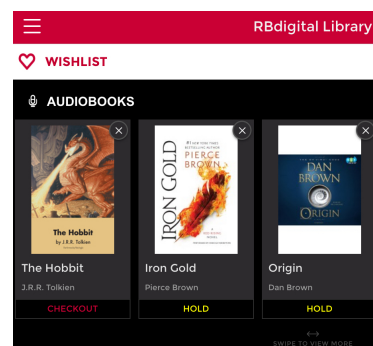 RBdigital Library
WISHLIST
AUDIOBOOKS
The Hobbit
by J.R.R. Tolkien
#1 NEW YORK TIMES
BESTSELLING AUTHOR
PIERCE
BROWN
IRON GOLD
DAN
BROWN
ORIGIN
The Hobbit
Iron Gold
Origin
J.R.R. Tolkien
Pierce Brown
Dan Brown
CHECKOUT
HOLD
HOLD
SWIPE TO VIEW MORE